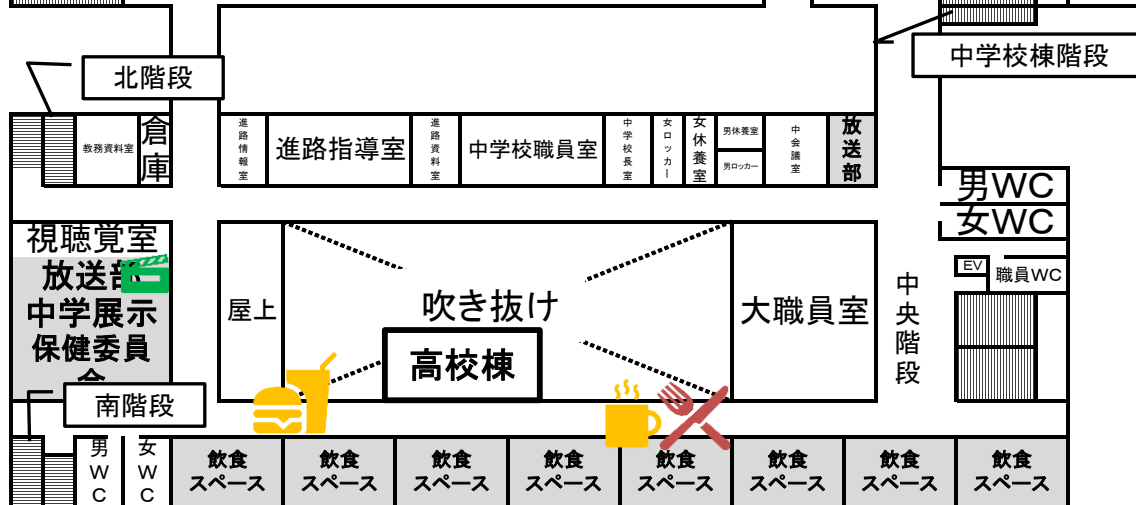 中学校棟階段
北階段
教務資料室
倉庫
進路情報室
進路指導室
進路資料室
中学校職員室
中学校長室
女ロッカー
女休養室
男休養室
男ロッカー
中会議室
放送部
男WC
女WC
視聴覚室
放送部
中学展示
保健委員
会
屋上
吹き抜け
高校棟
大職員室
中央階段
EV
職員WC
南階段
男WC
女WC
飲食
スペース
飲食
スペース
飲食
スペース
飲食
スペース
飲食
スペース
飲食
スペース
飲食
スペース
飲食
スペース